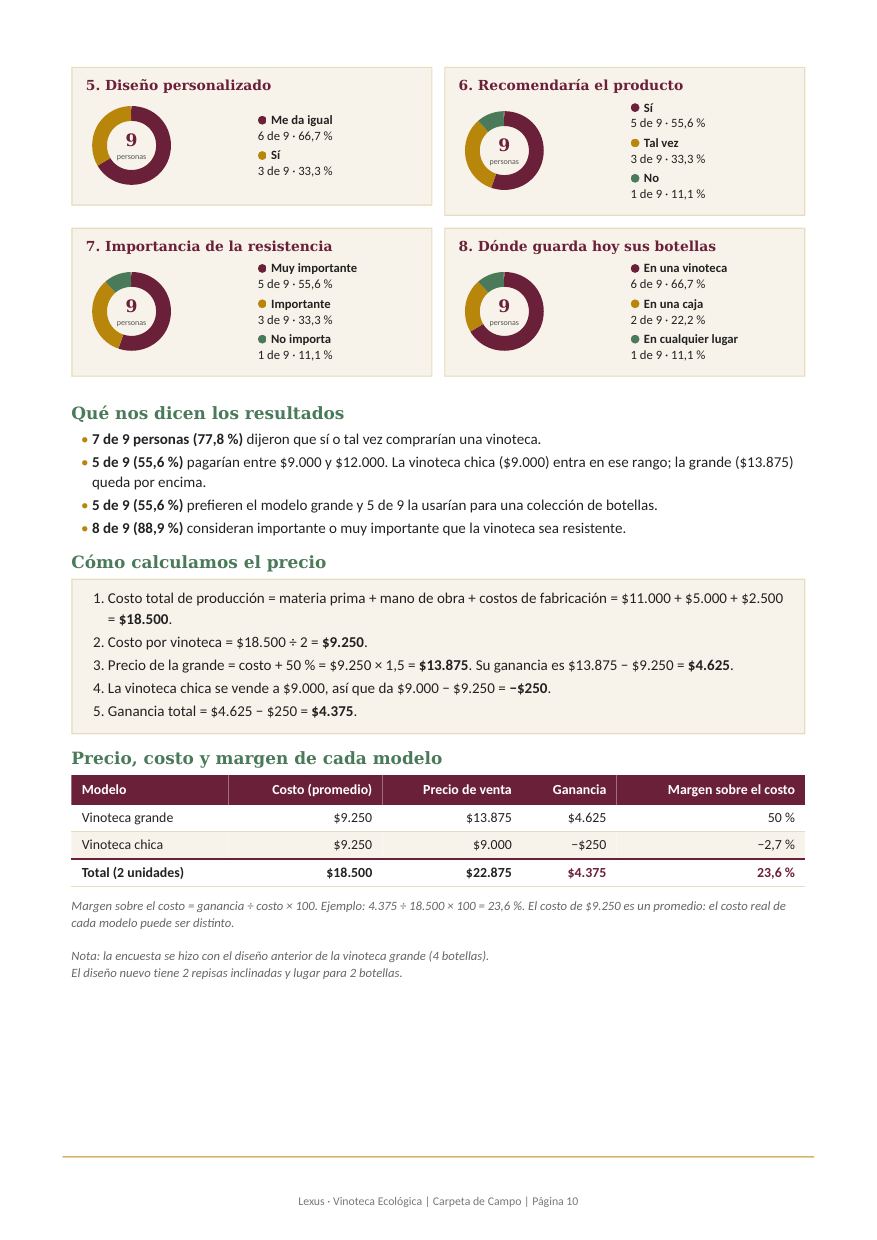 5. Diseño personalizado
9
personas
Me da igual
6 de 9 · 66,7 %
Sí
3 de 9 · 33,3 %
6. Recomendaría el producto
9
personas
Sí
5 de 9 · 55,6 %
Tal vez
3 de 9 · 33,3 %
No
1 de 9 · 11,1 %
7. Importancia de la resistencia
9
personas
Muy importante
5 de 9 · 55,6 %
Importante
3 de 9 · 33,3 %
No importa
1 de 9 · 11,1 %
8. Dónde guarda hoy sus botellas
9
personas
En una vinoteca
6 de 9 · 66,7 %
En una caja
2 de 9 · 22,2 %
En cualquier lugar
1 de 9 · 11,1 %
Qué nos dicen los resultados
• 7 de 9 personas (77,8 %) dijeron que sí o tal vez comprarían una vinoteca.
• 5 de 9 (55,6 %) pagarían entre $9.000 y $12.000. La vinoteca chica ($9.000) entra en ese rango; la grande ($13.875)
queda por encima.
• 5 de 9 (55,6 %) prefieren el modelo grande y 5 de 9 la usarían para una colección de botellas.
• 8 de 9 (88,9 %) consideran importante o muy importante que la vinoteca sea resistente.
Cómo calculamos el precio
1. Costo total de producción = materia prima + mano de obra + costos de fabricación = $11.000 + $5.000 + $2.500
= $18.500.
2. Costo por vinoteca = $18.500 ÷ 2 = $9.250.
3. Precio de la grande = costo + 50 % = $9.250 × 1,5 = $13.875. Su ganancia es $13.875 − $9.250 = $4.625.
4. La vinoteca chica se vende a $9.000, así que da $9.000 − $9.250 = −$250.
5. Ganancia total = $4.625 − $250 = $4.375.
Precio, costo y margen de cada modelo
Modelo Costo (promedio) Precio de venta Ganancia Margen sobre el costo
Vinoteca grande $9.250 $13.875 $4.625 50 %
Vinoteca chica $9.250 $9.000 −$250 −2,7 %
Total (2 unidades) $18.500 $22.875 $4.375 23,6 %
Margen sobre el costo = ganancia ÷ costo × 100. Ejemplo: 4.375 ÷ 18.500 × 100 = 23,6 %. El costo de $9.250 es un promedio: el costo real de
cada modelo puede ser distinto.
Nota: la encuesta se hizo con el diseño anterior de la vinoteca grande (4 botellas).
El diseño nuevo tiene 2 repisas inclinadas y lugar para 2 botellas.
Lexus · Vinoteca Ecológica | Carpeta de Campo | Página 10